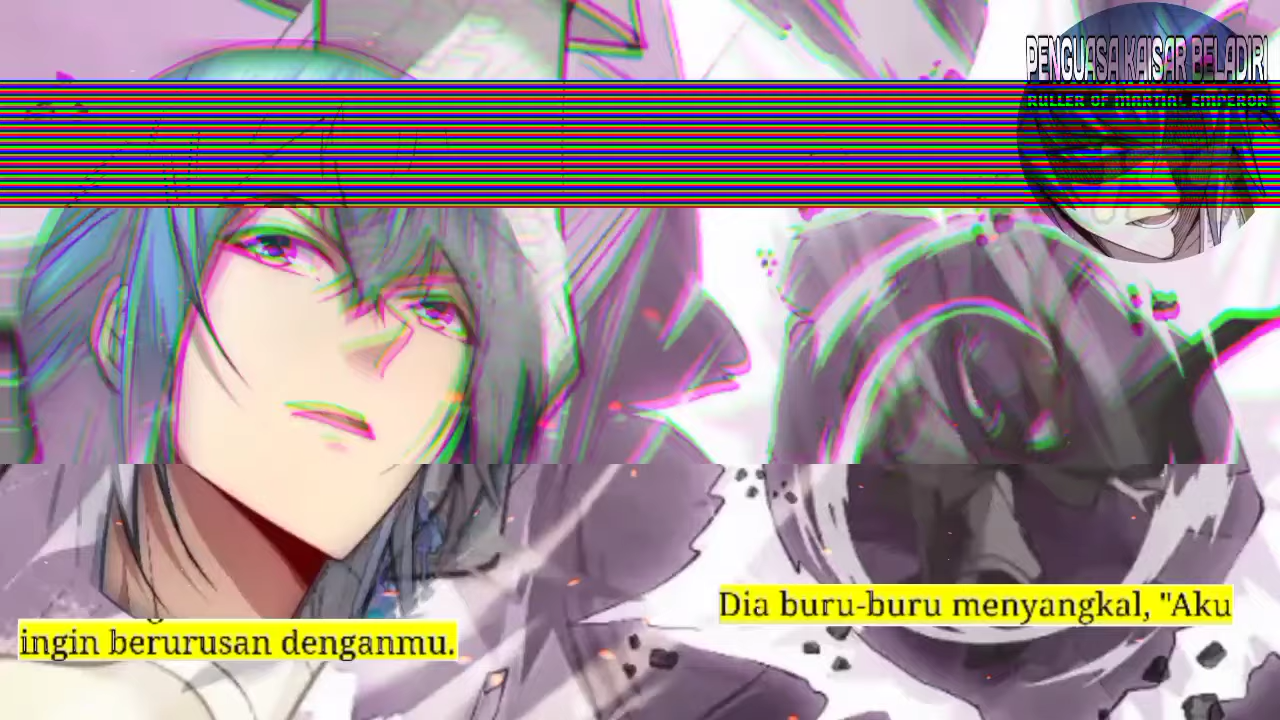 PENGUASA KAISAR BELADIRI
RULLER OF MARTIAL EMPEROR
ingin berurusan denganmu.
Dia buru-buru menyangkal, "Aku